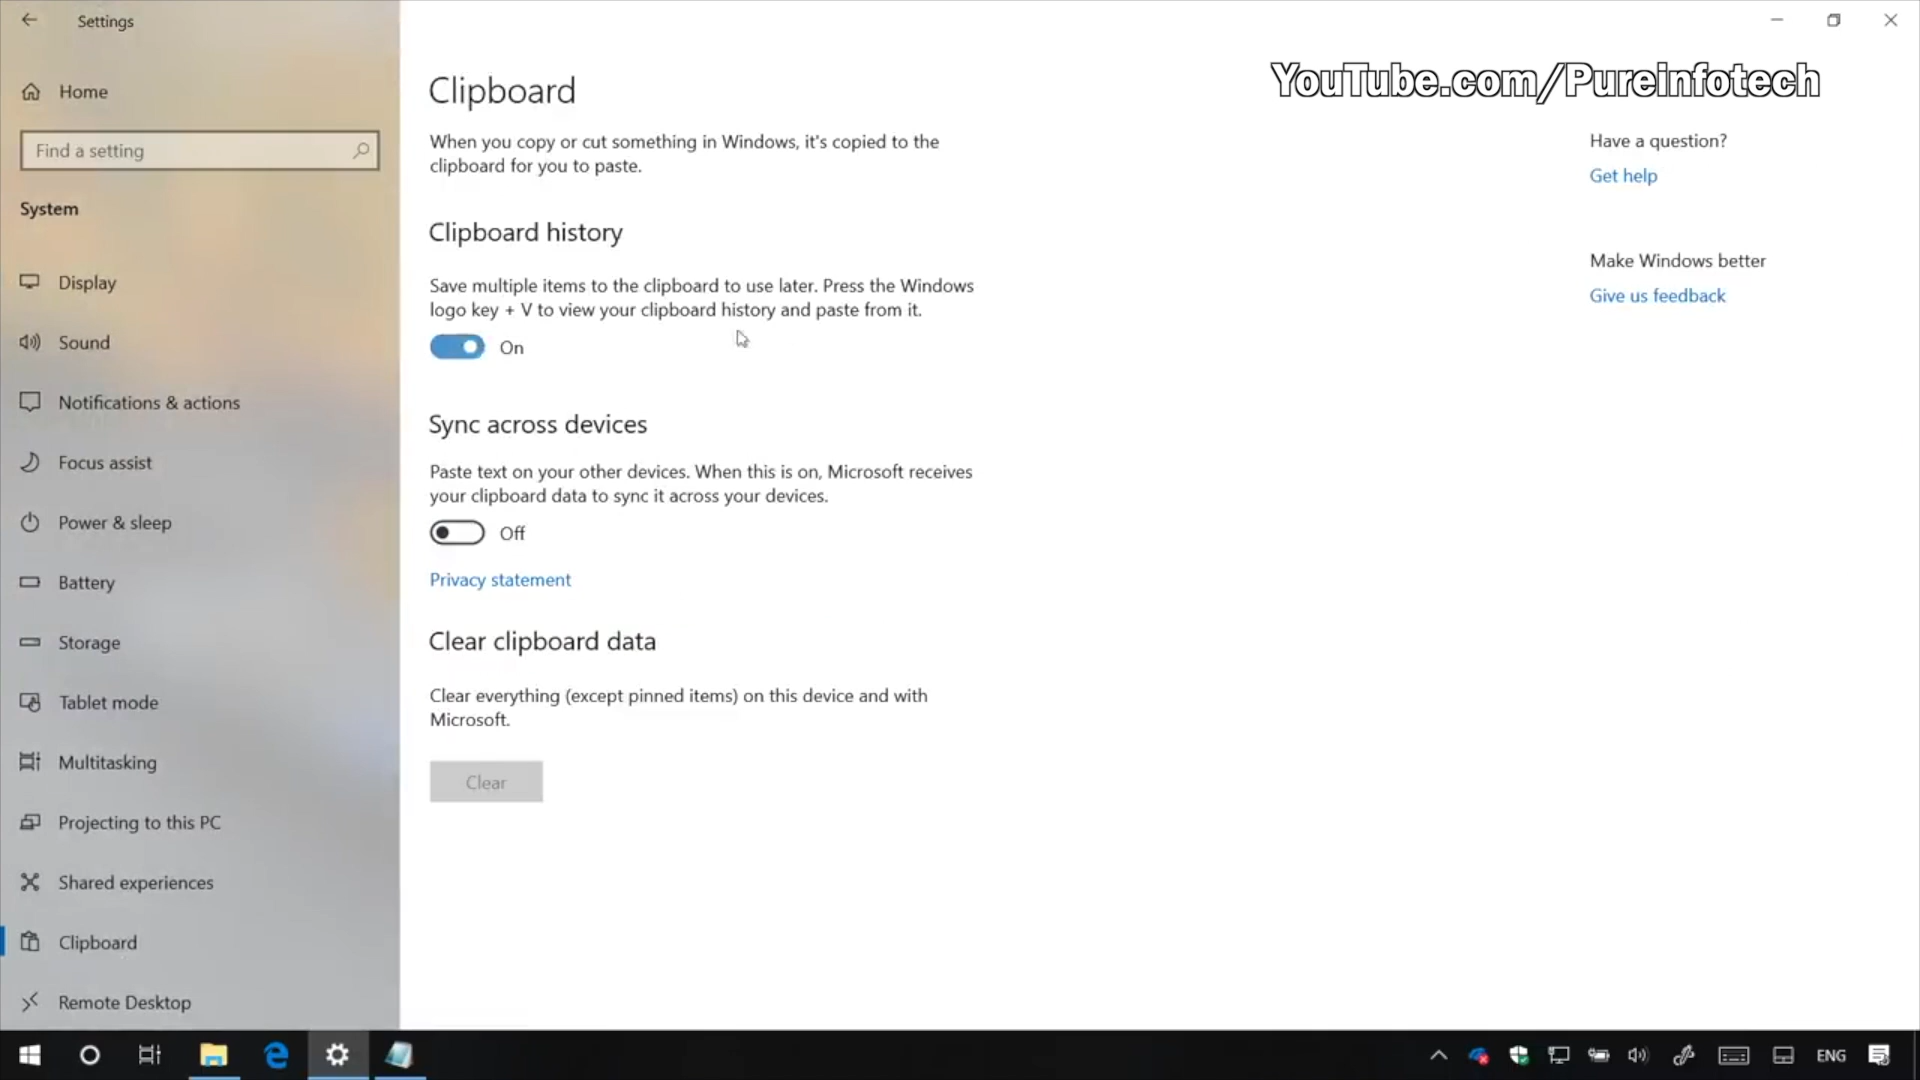 Settings
YouTube.com/Pureinfotech
Home
Find a setting
System
Display
Sound
Notifications & actions
Focus assist
Power & sleep
Battery
Storage
Tablet mode
Multitasking
Projecting to this PC
Shared experiences
Clipboard
Remote Desktop
Clipboard
When you copy or cut something in Windows, it's copied to the
clipboard for you to paste.
Clipboard history
Save multiple items to the clipboard to use later. Press the Windows
logo key + V to view your clipboard history and paste from it.
On
Sync across devices
Paste text on your other devices. When this is on, Microsoft receives
your clipboard data to sync it across your devices.
Off
Privacy statement
Clear clipboard data
Clear everything (except pinned items) on this device and with
Microsoft.
Clear
Have a question?
Get help
Make Windows better
Give us feedback
ENG